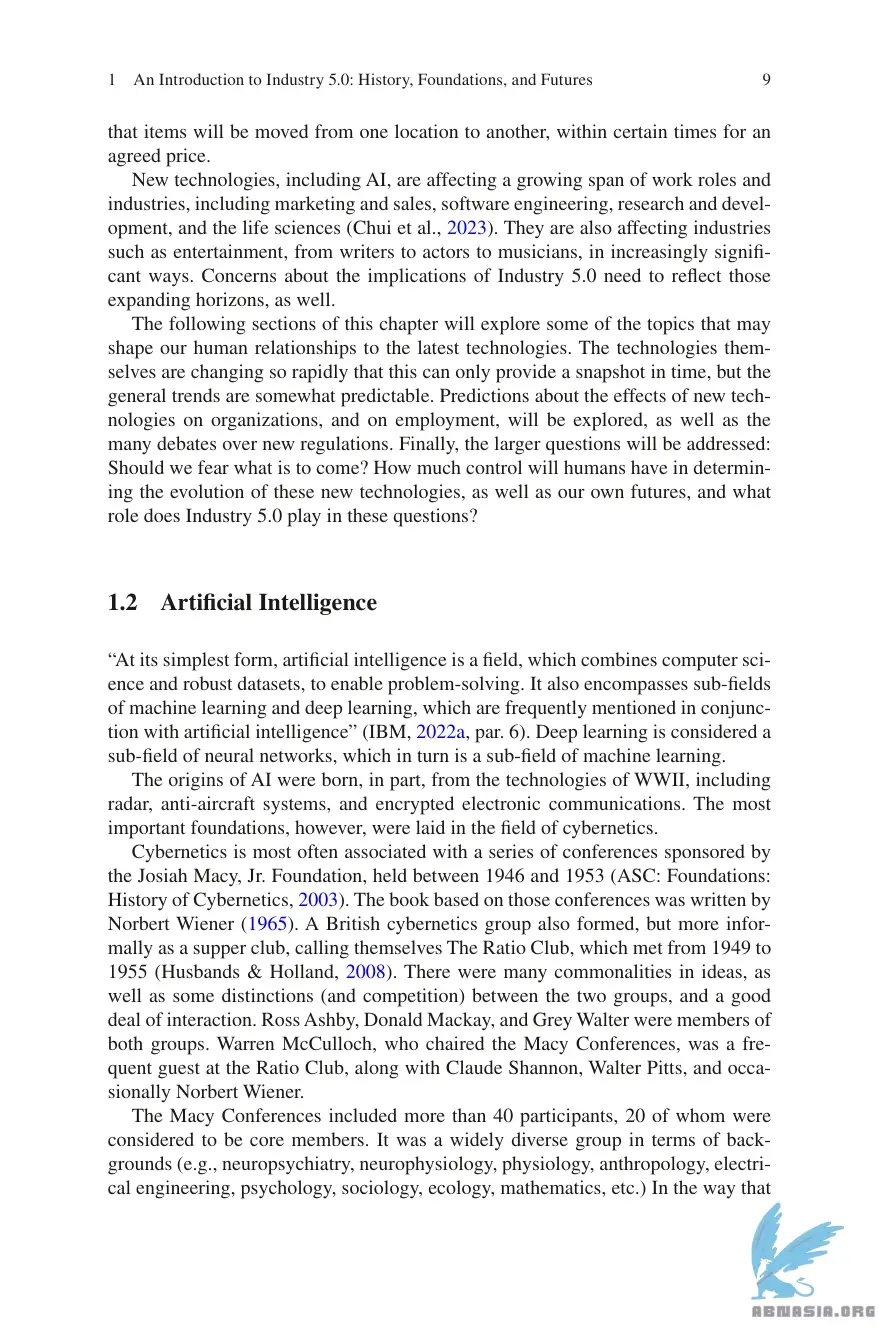 1 An Introduction to Industry 5.0: History, Foundations, and Futures 9
that items will be moved from one location to another, within certain times for an
agreed price.
New technologies, including AI, are affecting a growing span of work roles and
industries, including marketing and sales, software engineering, research and devel-
opment, and the life sciences (Chui et al., 2023). They are also affecting industries
such as entertainment, from writers to actors to musicians, in increasingly signifi-
cant ways. Concerns about the implications of Industry 5.0 need to reflect those
expanding horizons, as well.
The following sections of this chapter will explore some of the topics that may
shape our human relationships to the latest technologies. The technologies them-
selves are changing so rapidly that this can only provide a snapshot in time, but the
general trends are somewhat predictable. Predictions about the effects of new tech-
nologies on organizations, and on employment, will be explored, as well as the
many debates over new regulations. Finally, the larger questions will be addressed:
Should we fear what is to come? How much control will humans have in determin-
ing the evolution of these new technologies, as well as our own futures, and what
role does Industry 5.0 play in these questions?
1.2 Artificial Intelligence
“At its simplest form, artificial intelligence is a field, which combines computer sci-
ence and robust datasets, to enable problem-solving. It also encompasses sub-fields
of machine learning and deep learning, which are frequently mentioned in conjunc-
tion with artificial intelligence” (IBM, 2022a, par. 6). Deep learning is considered a
sub-field of neural networks, which in turn is a sub-field of machine learning.
The origins of AI were born, in part, from the technologies of WWII, including
radar, anti-aircraft systems, and encrypted electronic communications. The most
important foundations, however, were laid in the field of cybernetics.
Cybernetics is most often associated with a series of conferences sponsored by
the Josiah Macy, Jr. Foundation, held between 1946 and 1953 (ASC: Foundations:
History of Cybernetics, 2003). The book based on those conferences was written by
Norbert Wiener (1965). A British cybernetics group also formed, but more infor-
mally as a supper club, calling themselves The Ratio Club, which met from 1949 to
1955 (Husbands & Holland, 2008). There were many commonalities in ideas, as
well as some distinctions (and competition) between the two groups, and a good
deal of interaction. Ross Ashby, Donald Mackay, and Grey Walter were members of
both groups. Warren McCulloch, who chaired the Macy Conferences, was a fre-
quent guest at the Ratio Club, along with Claude Shannon, Walter Pitts, and occa-
sionally Norbert Wiener.
The Macy Conferences included more than 40 participants, 20 of whom were
considered to be core members. It was a widely diverse group in terms of back-
grounds (e.g., neuropsychiatry, neurophysiology, physiology, anthropology, electri-
cal engineering, psychology, sociology, ecology, mathematics, etc.) In the way that
ABNASIA.ORG